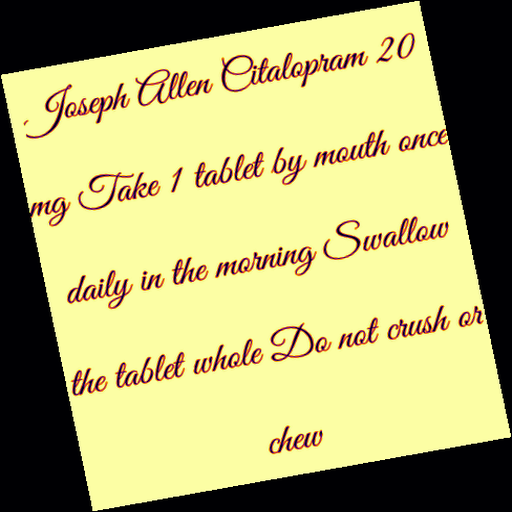 Joseph Allen Citalopram 20
mg Take 1 tablet by mouth once
daily in the morning Swallow
the tablet whole Do not crush or
chew